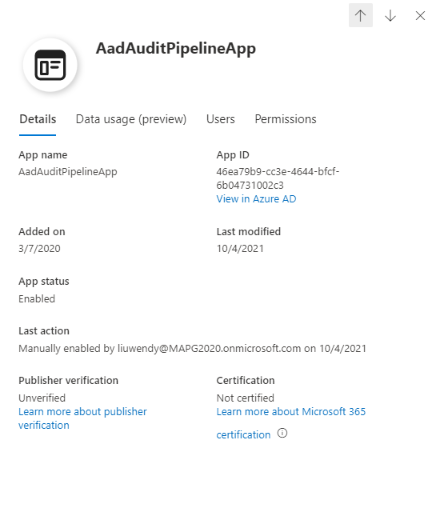 AadAuditPipelineApp
Details Data usage (preview) Users Permissions
App name
AadAuditPipelineApp
App ID
46ea79b9-cc3e-4644-bfcf-
6b04731002c3
View in Azure AD
Added on
3/7/2020
Last modified
10/4/2021
App status
Enabled
Last action
Manually enabled by liuwendy@MAPG2020.onmicrosoft.com on 10/4/2021
Publisher verification
Unverified
Learn more about publisher
verification
Certification
Not certified
Learn more about Microsoft 365
certification